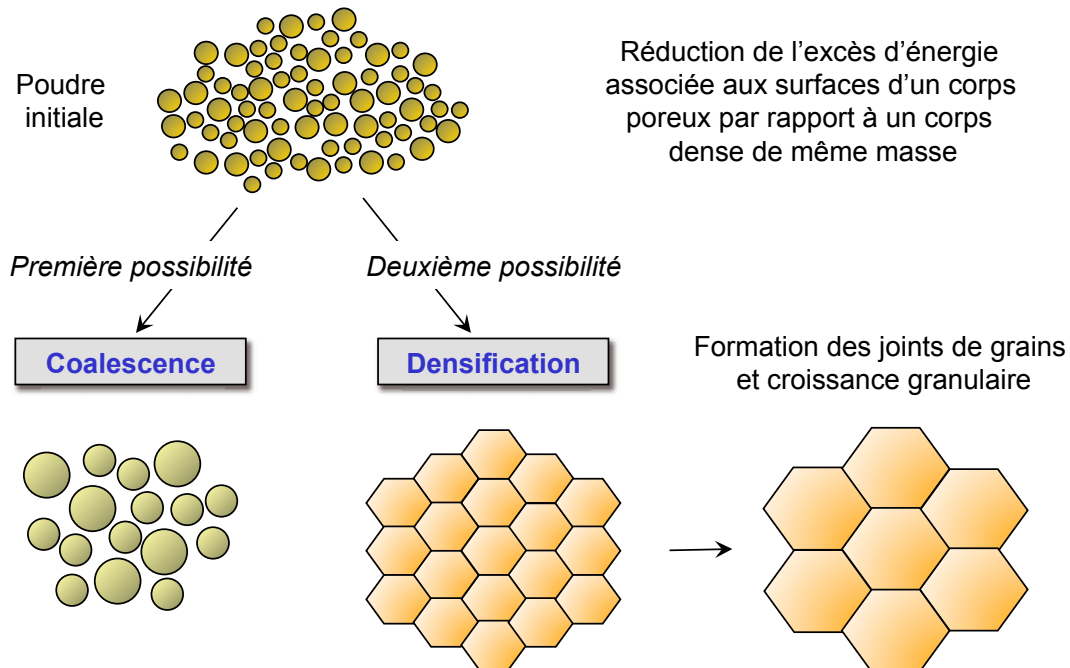 Poudre
initiale
Réduction de l'excès d'énergie
associée aux surfaces d'un corps
poreux par rapport à un corps
dense de même masse
Première possibilité
Deuxième possibilité
Coalescence
Densification
Formation des joints de grains
et croissance granulaire